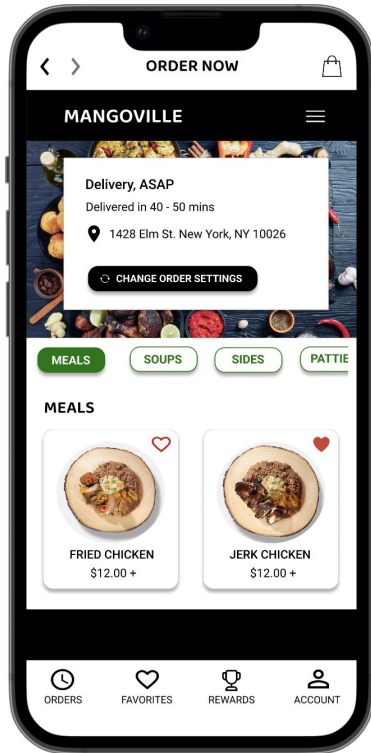 ORDER NOW
MANGOVILLE
Delivery, ASAP
Delivered in 40 - 50 mins
1428 Elm St. New York, NY 10026
CHANGE ORDER SETTINGS
MEALS SOUPS SIDES PATTIE
MEALS
FRIED CHICKEN JERK CHICKEN
$12.00 + $12.00 +
ORDERS FAVORITES REWARDS ACCOUNT